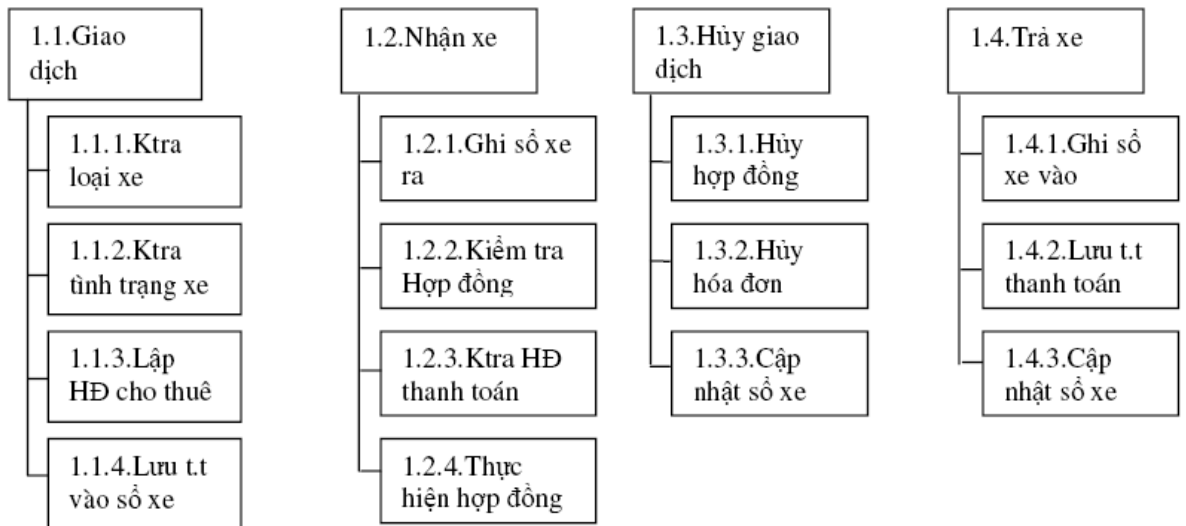 1.1.Giao
dịch
1.1.1.Ktra
loại xe
1.1.2.Ktra
tình trạng xe
1.1.3.Lập
HĐ cho thuê
1.1.4.Lưu t.t
vào sổ xe
1.2.Nhận xe
1.2.1.Ghi sổ xe
ra
1.2.2.Kiểm tra
Hợp đồng
1.2.3.Ktra HĐ
thanh toán
1.2.4.Thực
hiện hợp đồng
1.3.Hủy giao
dịch
1.3.1.Hủy
hợp đồng
1.3.2.Hủy
hóa đơn
1.3.3.Cập
nhật sổ xe
1.4.Trả xe
1.4.1.Ghi sổ
xe vào
1.4.2.Lưu t.t
thanh toán
1.4.3.Cập
nhật sổ xe